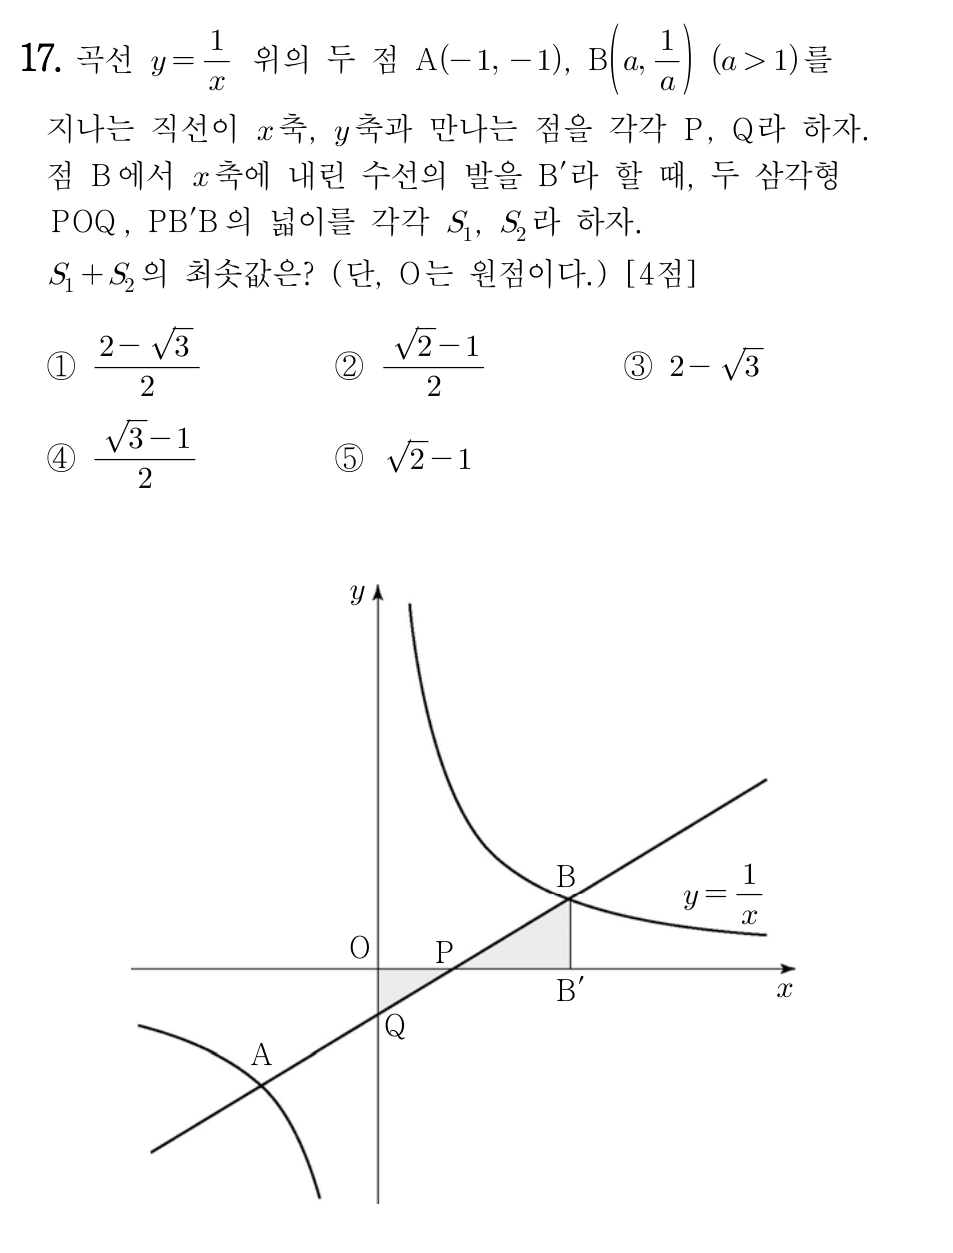 17. 곡선 y = 1/x 위의 두 점 A(−1, −1), B(a, 1/a) (a > 1)를
지나는 직선이 x축, y축과 만나는 점을 각각 P, Q라 하자.
점 B에서 x축에 내린 수선의 발을 B′라 할 때, 두 삼각형
POQ, PB′B의 넓이를 각각 S₁, S₂라 하자.
S₁ + S₂의 최솟값은? (단, O는 원점이다.) [4점]
① (2 − √3)/2 ② (√2 − 1)/2 ③ 2 − √3
④ (√3 − 1)/2 ⑤ √2 − 1
y
B
y = 1/x
O P
B′
x
Q
A